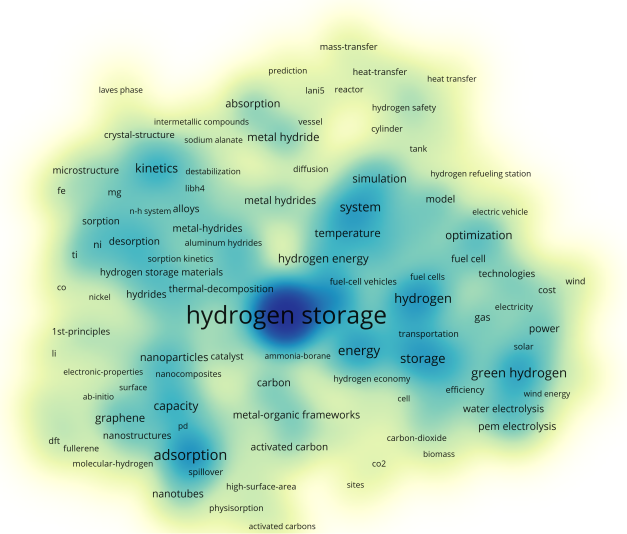 mass-transfer
prediction
heat-transfer
heat transfer
laves phase
lani5
reactor
absorption
hydrogen safety
intermetallic compounds
vessel
cylinder
crystal-structure
sodium alanate
metal hydride
tank
microstructure
kinetics
destabilization
diffusion
simulation
hydrogen refueling station
fe
mg
libh4
metal hydrides
system
model
n-h system
alloys
electric vehicle
sorption
metal-hydrides
temperature
optimization
ni
desorption
aluminum hydrides
ti
sorption kinetics
hydrogen energy
fuel cell
hydrogen storage materials
fuel-cell vehicles
fuel cells
technologies
wind
co
nickel
hydrides
thermal-decomposition
hydrogen
cost
electricity
hydrogen storage
gas
1st-principles
transportation
power
li
nanoparticles
catalyst
ammonia-borane
energy
storage
solar
electronic-properties
nanocomposites
carbon
hydrogen economy
green hydrogen
surface
efficiency
wind energy
ab-initio
capacity
cell
water electrolysis
graphene
pd
metal-organic frameworks
pem electrolysis
dft
nanostructures
carbon-dioxide
fullerene
adsorption
activated carbon
biomass
molecular-hydrogen
spillover
co2
nanotubes
high-surface-area
sites
physisorption
activated carbons